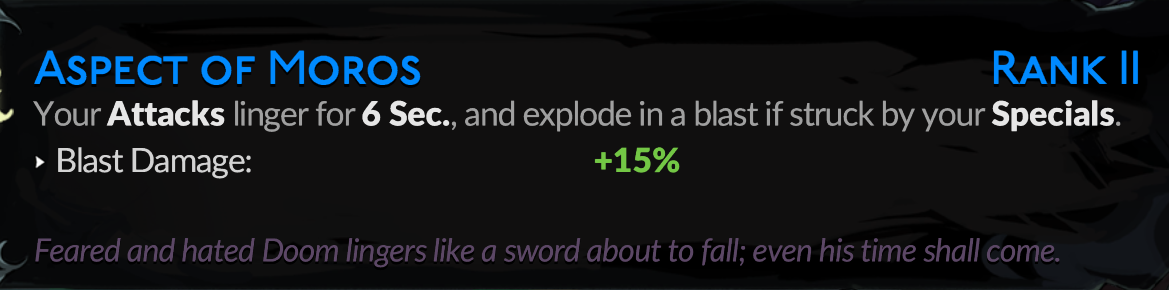 Aspect of Moros Rank II
Your Attacks linger for 6 Sec., and explode in a blast if struck by your Specials.
Blast Damage: +15%
Feared and hated Doom lingers like a sword about to fall; even his time shall come.